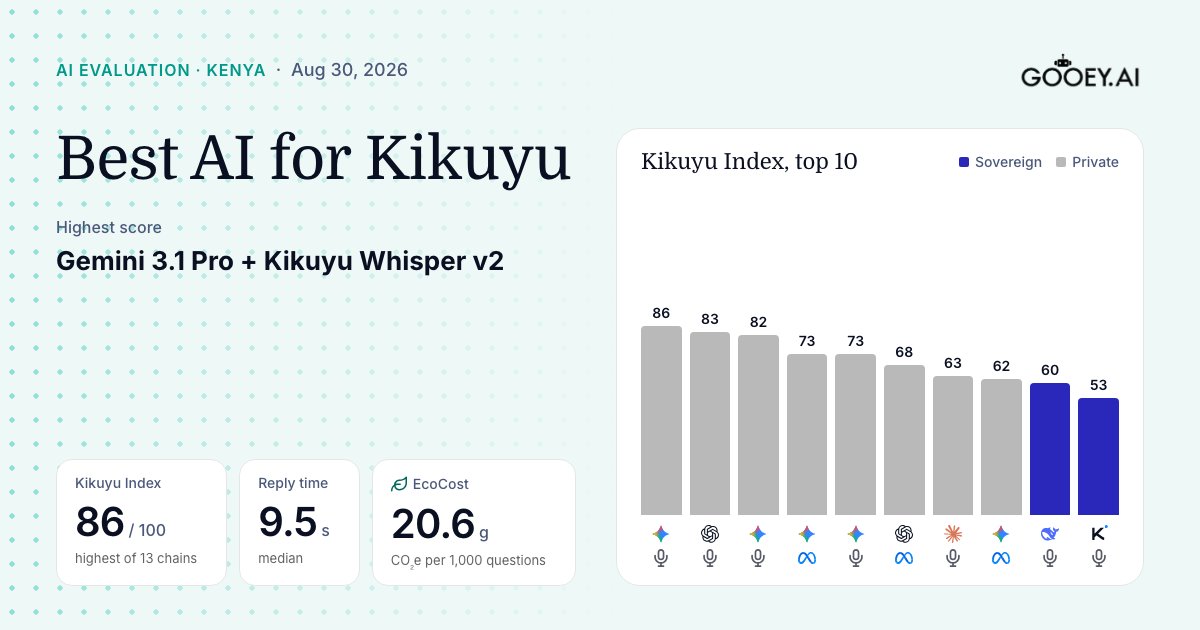 AI EVALUATION · KENYA · Aug 30, 2026
GOOEY.AI
Best AI for Kikuyu
Highest score
Gemini 3.1 Pro + Kikuyu Whisper v2
Kikuyu Index
86 / 100
highest of 13 chains
Reply time
9.5 s
median
EcoCost
20.6 g
CO₂e per 1,000 questions
Kikuyu Index, top 10
Sovereign Private
86 83 82 73 73 68 63 62 60 53